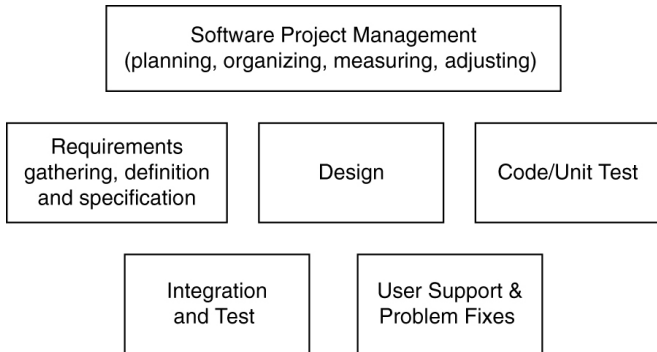 Software Project Management
(planning, organizing, measuring, adjusting)
Requirements
gathering, definition
and specification
Design
Code/Unit Test
Integration
and Test
User Support &
Problem Fixes